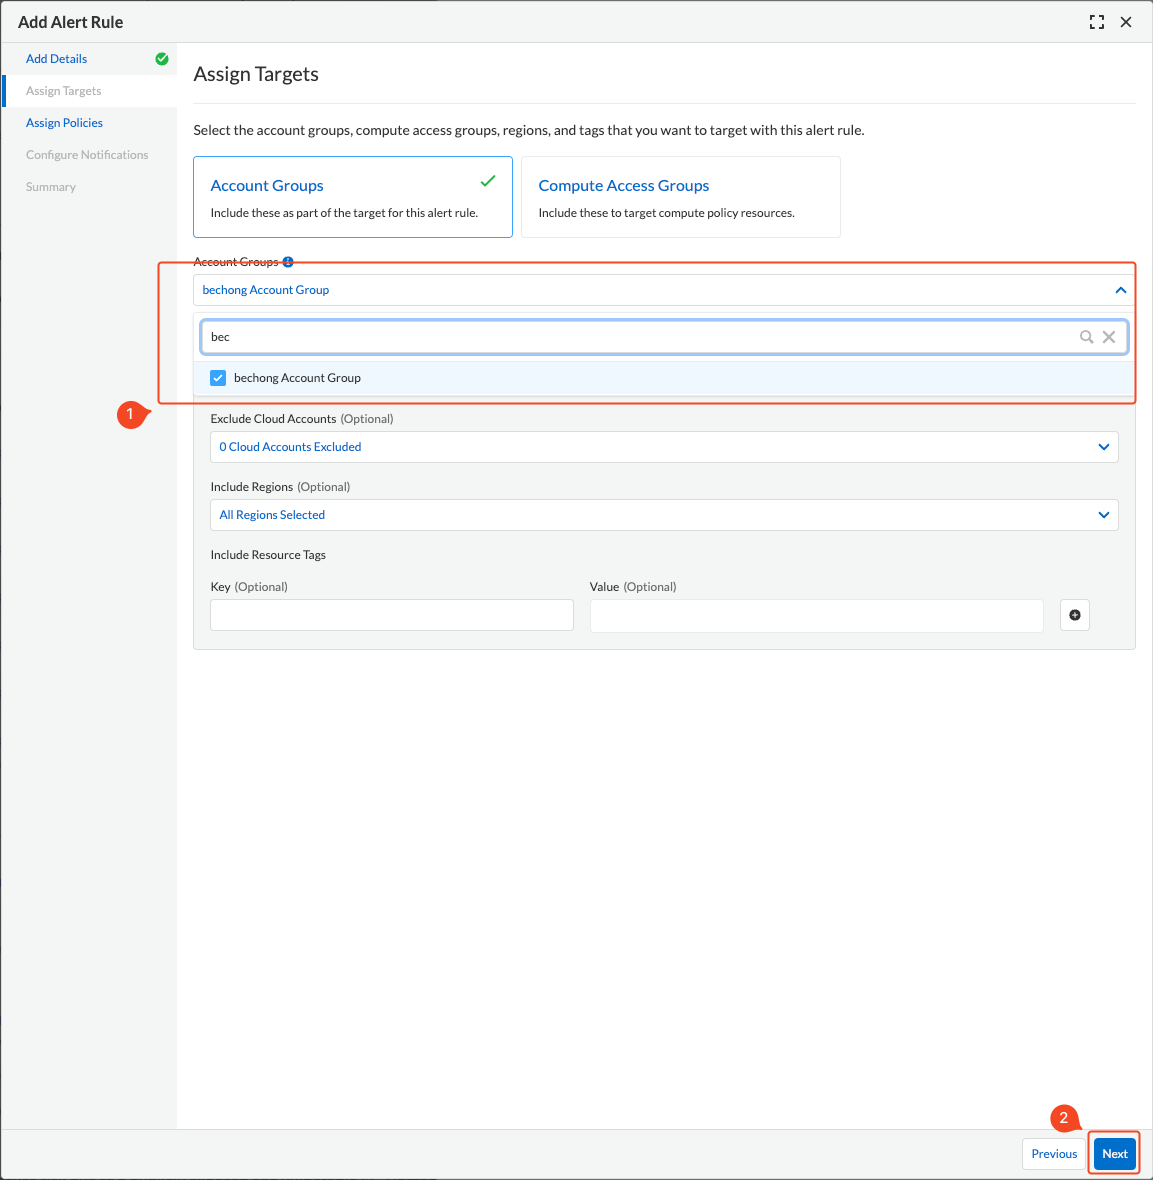 Add Alert Rule
Add Details
Assign Targets
Assign Policies
Configure Notifications
Summary
Assign Targets
Select the account groups, compute access groups, regions, and tags that you want to target with this alert rule.
Account Groups
Include these as part of the target for this alert rule.
Compute Access Groups
Include these to target compute policy resources.
Account Groups
bechong Account Group
bec
bechong Account Group
1
Exclude Cloud Accounts (Optional)
0 Cloud Accounts Excluded
Include Regions (Optional)
All Regions Selected
Include Resource Tags
Key (Optional)
Value (Optional)
2
Previous
Next